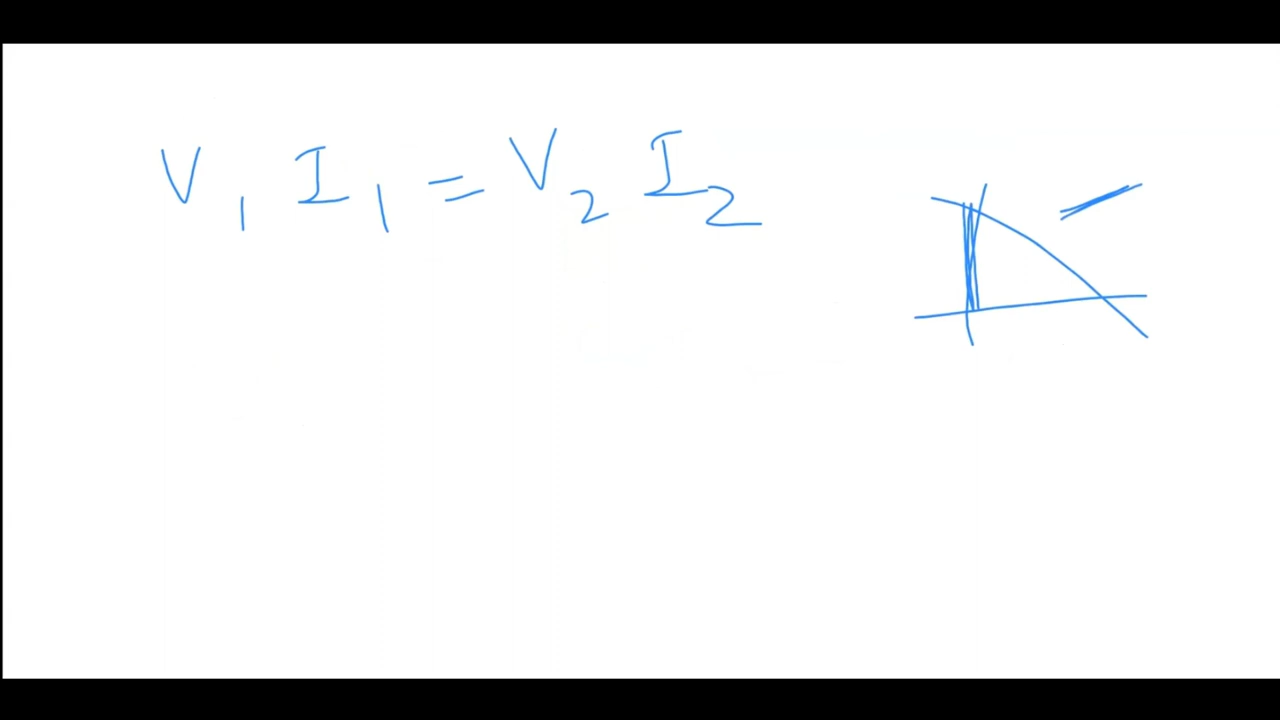 V₁ I₁ = V₂ I₂